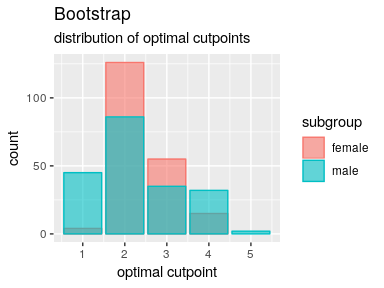 Bootstrap
distribution of optimal cutpoints
count
100
50
0
1 2 3 4 5
optimal cutpoint
subgroup
female
male